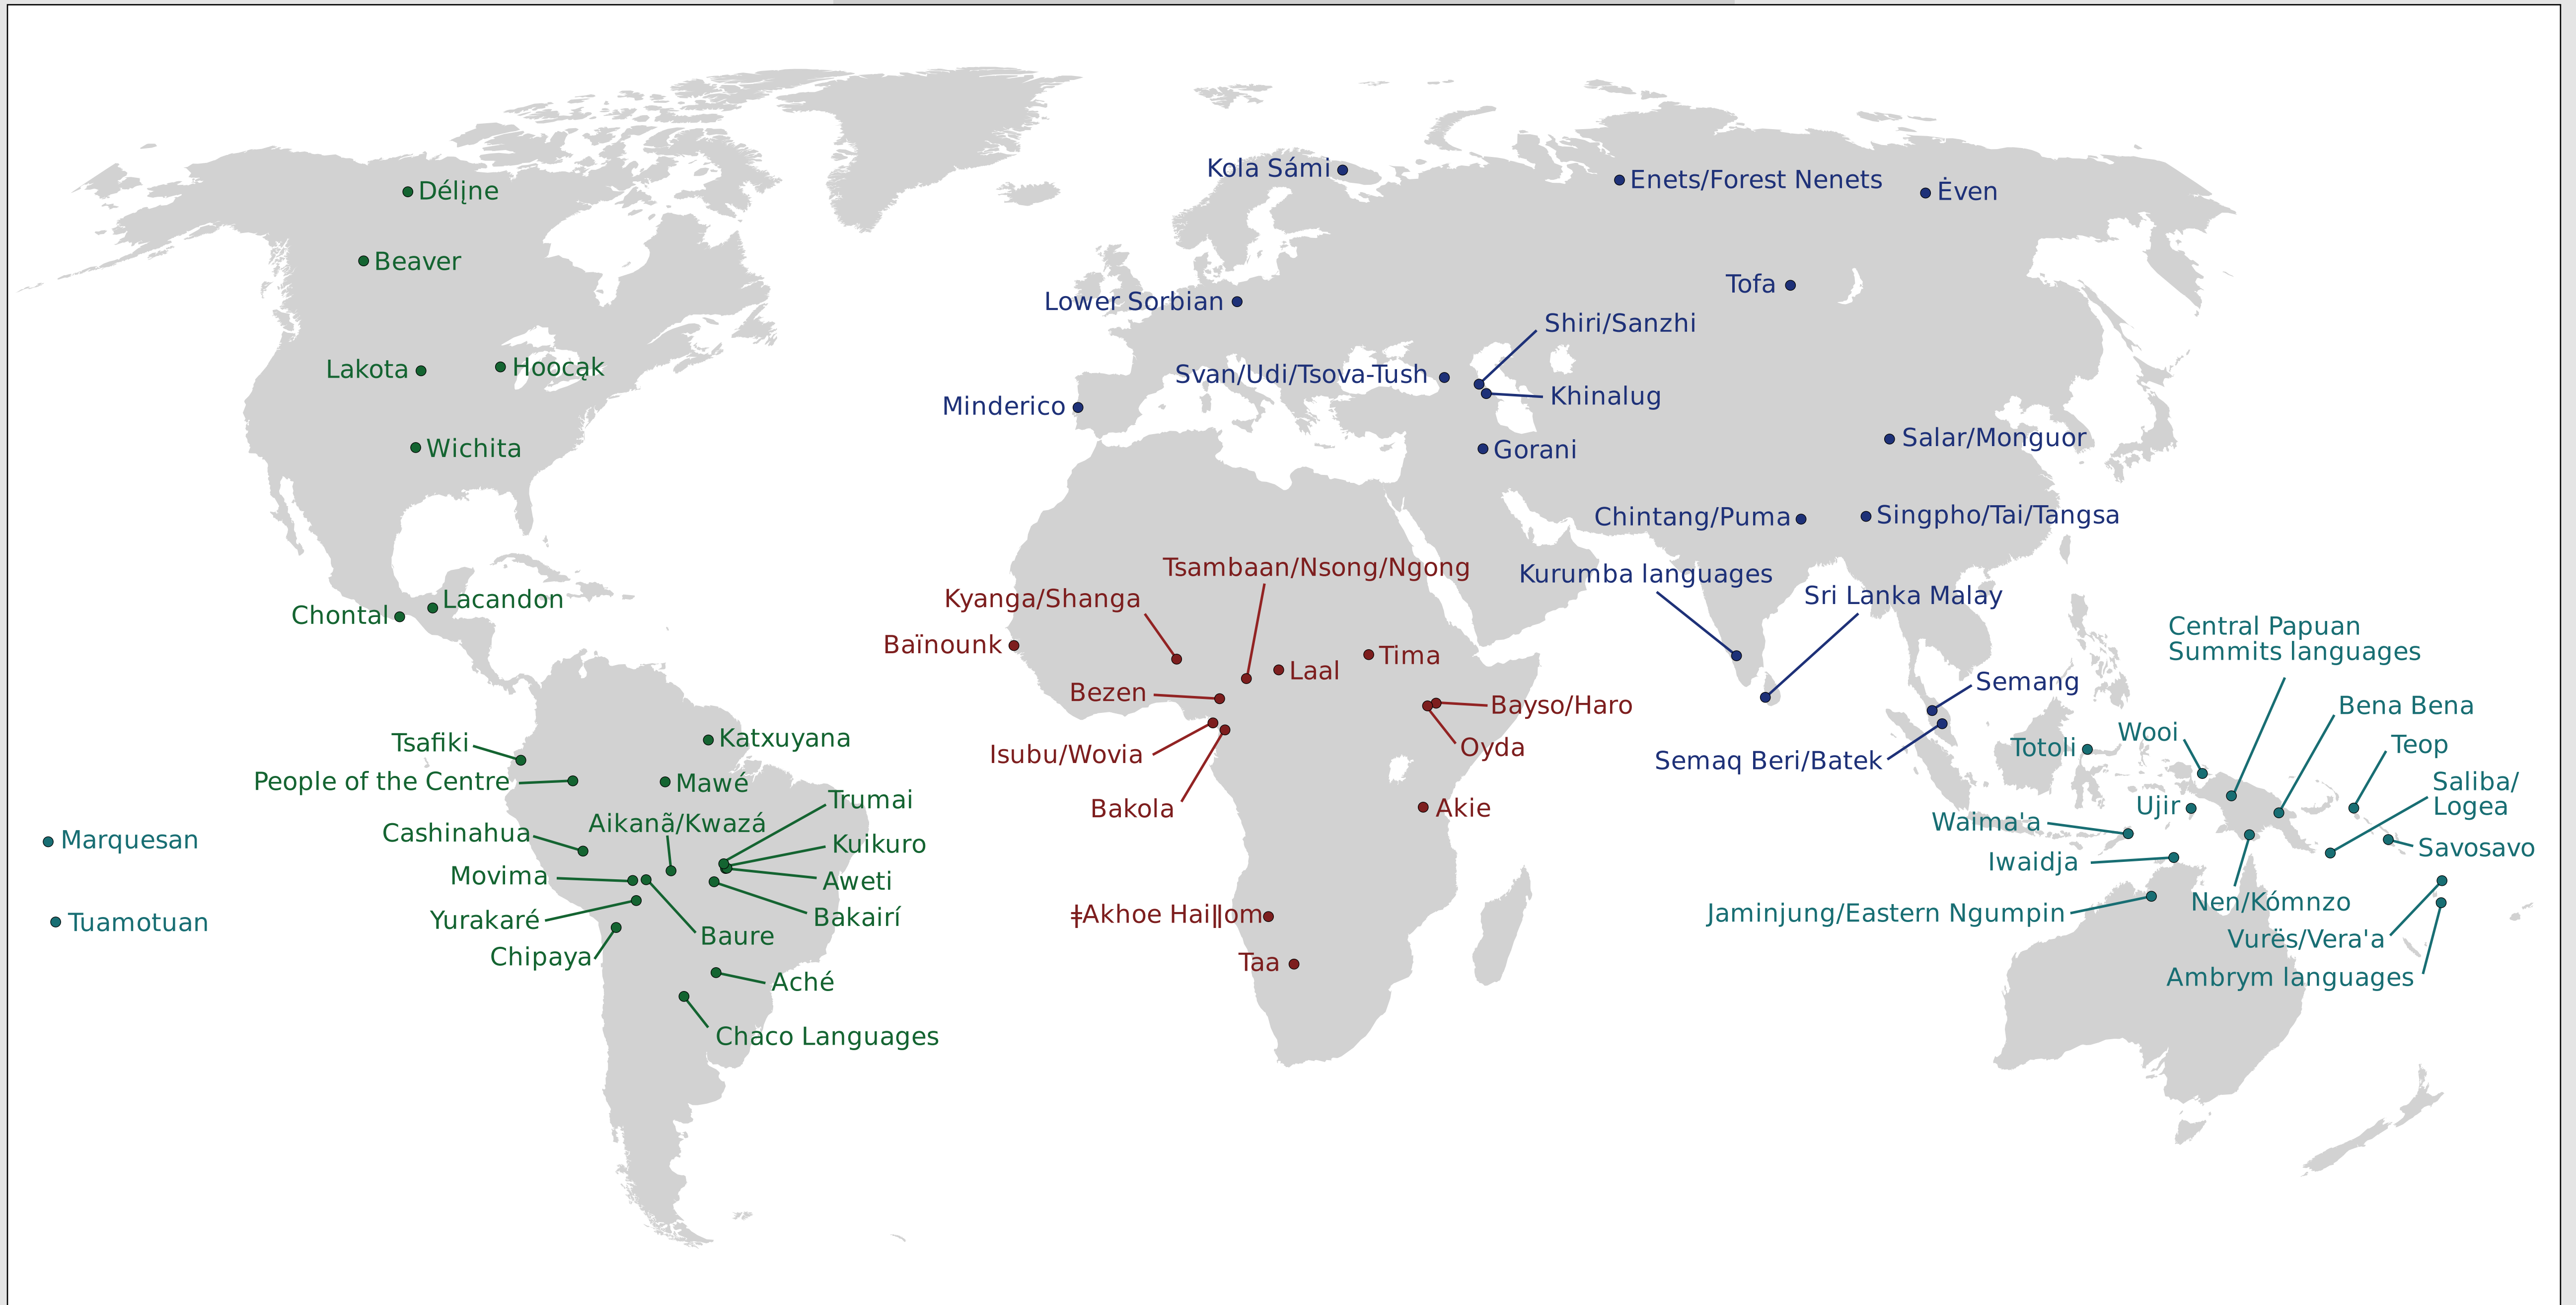 Kola Sámi
Enets/Forest Nenets
Ėven
Délı̨ne
Beaver
Tofa
Lower Sorbian
Shiri/Sanzhi
Lakota
Hoocąk
Svan/Udi/Tsova-Tush
Khinalug
Minderico
Salar/Monguor
Wichita
Gorani
Chintang/Puma
Singpho/Tai/Tangsa
Tsambaan/Nsong/Ngong
Kurumba languages
Kyanga/Shanga
Sri Lanka Malay
Lacandon
Chontal
Central Papuan
Summits languages
Baïnounk
Tima
Laal
Semang
Bezen
Bayso/Haro
Bena Bena
Wooi
Katxuyana
Tsafiki
Isubu/Wovia
Oyda
Totoli
Teop
Semaq Beri/Batek
People of the Centre
Mawé
Saliba/
Logea
Trumai
Bakola
Akie
Ujir
Aikanã/Kwazá
Waima'a
Cashinahua
Marquesan
Kuikuro
Savosavo
Iwaidja
Movima
Aweti
Nen/Kómnzo
Jaminjung/Eastern Ngumpin
ǂAkhoe Haiǁom
Bakairí
Yurakaré
Tuamotuan
Baure
Vurës/Vera'a
Chipaya
Taa
Ambrym languages
Aché
Chaco Languages